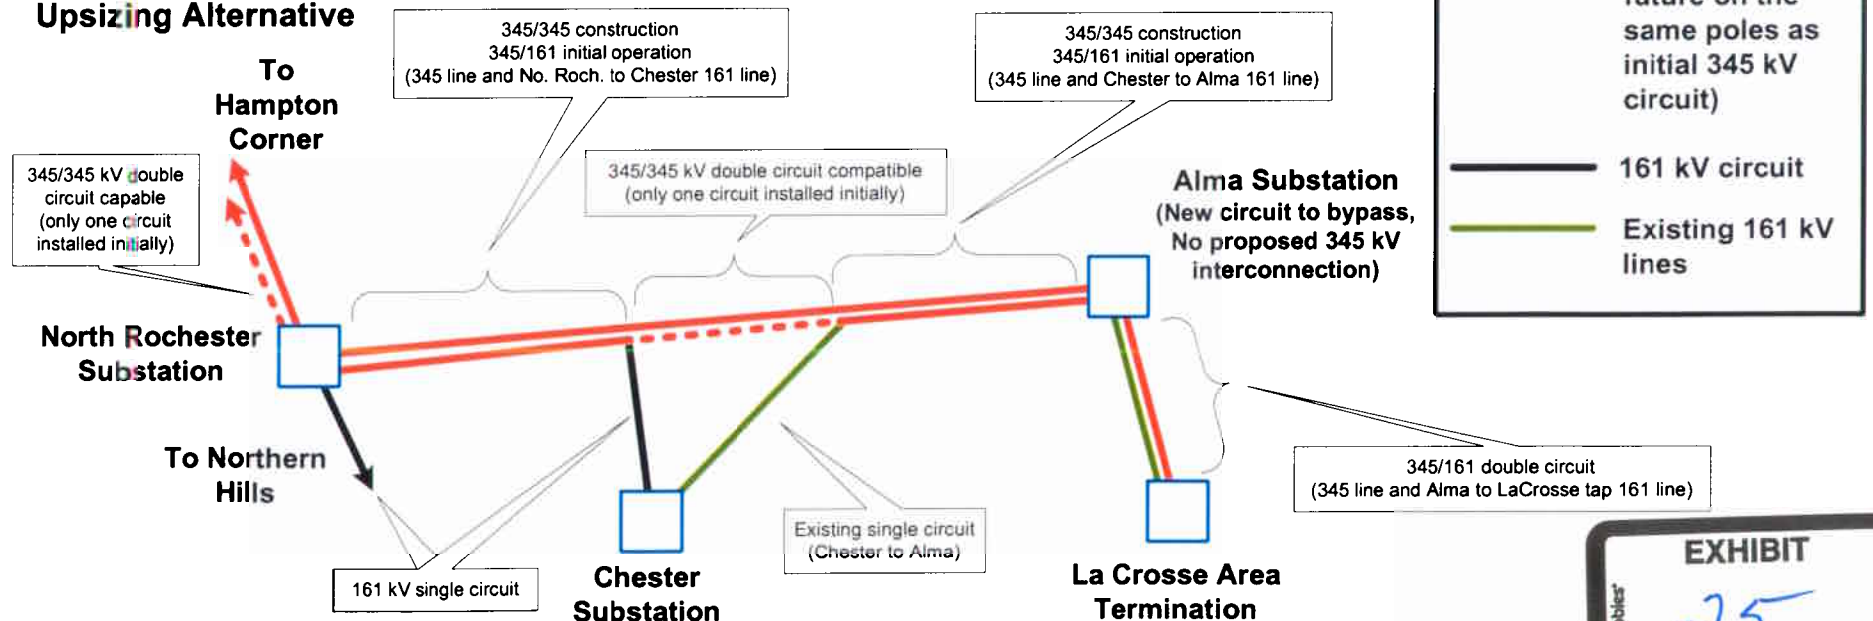 Upsizing Alternative
To
Hampton
Corner
345/345 construction
345/161 initial operation
(345 line and No. Roch. to Chester 161 line)
345/345 construction
345/161 initial operation
(345 line and Chester to Alma 161 line)
future on the
same poles as
initial 345 kV
circuit)
161 kV circuit
Existing 161 kV
lines
345/345 kV double
circuit capable
(only one circuit
installed initially)
345/345 kV double circuit compatible
(only one circuit installed initially)
Alma Substation
(New circuit to bypass,
No proposed 345 kV
interconnection)
North Rochester
Substation
To Northern
Hills
161 kV single circuit
Chester
Substation
Existing single circuit
(Chester to Alma)
345/161 double circuit
(345 line and Alma to LaCrosse tap 161 line)
La Crosse Area
Termination
EXHIBIT
25